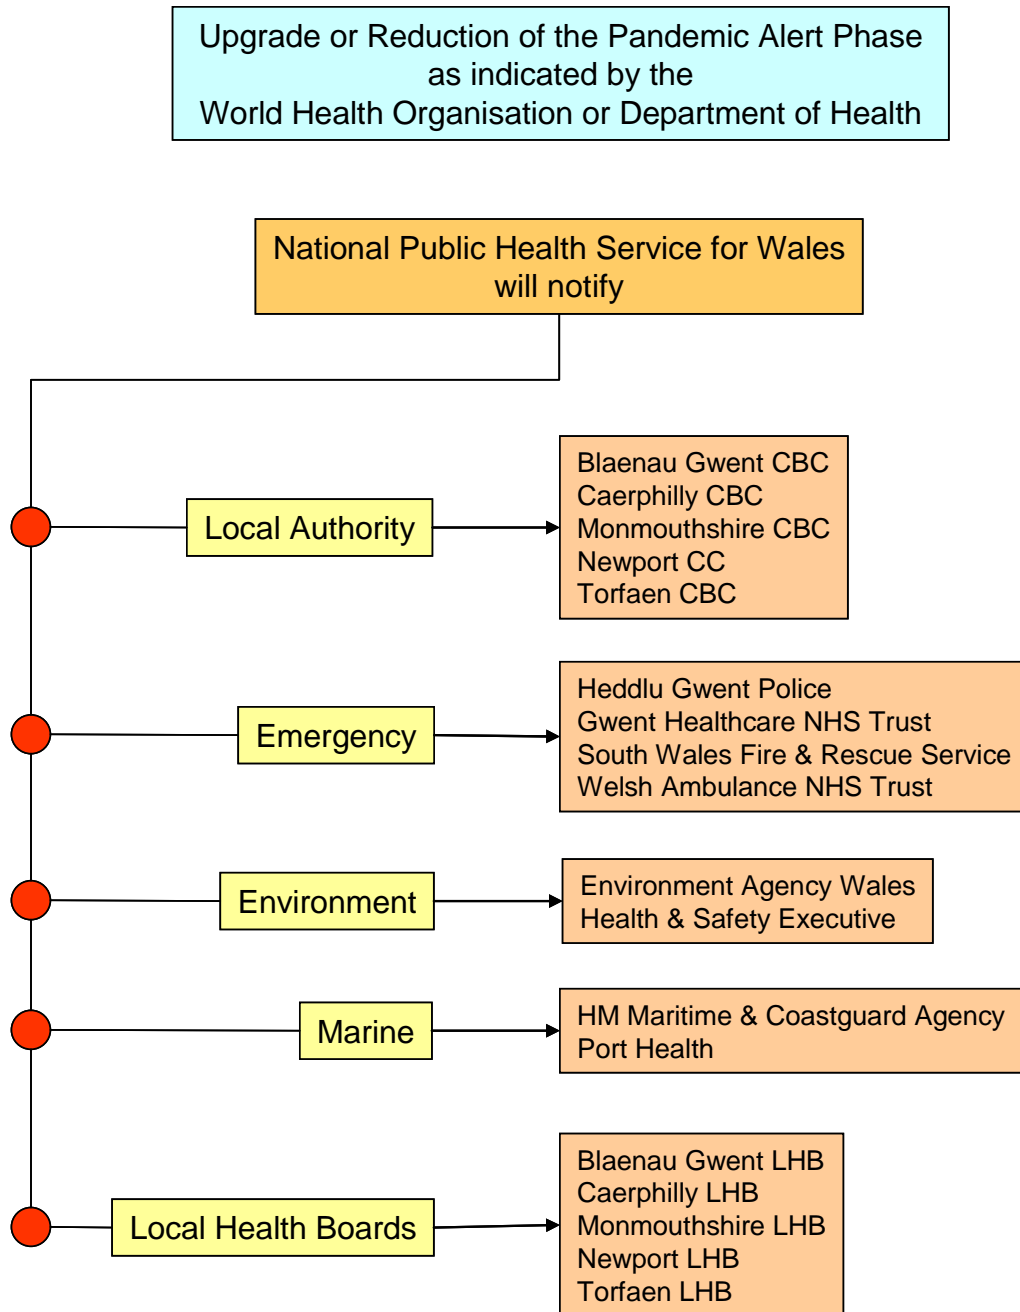 Upgrade or Reduction of the Pandemic Alert Phase
as indicated by the
World Health Organisation or Department of Health
National Public Health Service for Wales
will notify
Local Authority
Blaenau Gwent CBC
Caerphilly CBC
Monmouthshire CBC
Newport CC
Torfaen CBC
Emergency
Heddlu Gwent Police
Gwent Healthcare NHS Trust
South Wales Fire & Rescue Service
Welsh Ambulance NHS Trust
Environment
Environment Agency Wales
Health & Safety Executive
Marine
HM Maritime & Coastguard Agency
Port Health
Local Health Boards
Blaenau Gwent LHB
Caerphilly LHB
Monmouthshire LHB
Newport LHB
Torfaen LHB